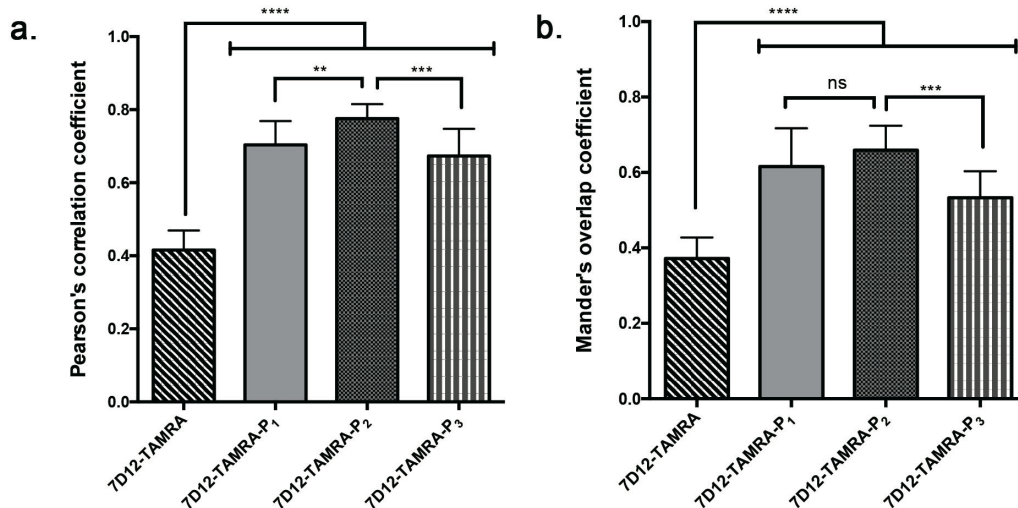 a.
Pearson's correlation coefficient
1.0
0.8
0.6
0.4
0.2
0.0
****
**
***
7D12-TAMRA
7D12-TAMRA-P₁
7D12-TAMRA-P₂
7D12-TAMRA-P₃
b.
Mander's overlap coefficient
1.0
0.8
0.6
0.4
0.2
0.0
****
ns
***
7D12-TAMRA
7D12-TAMRA-P₁
7D12-TAMRA-P₂
7D12-TAMRA-P₃